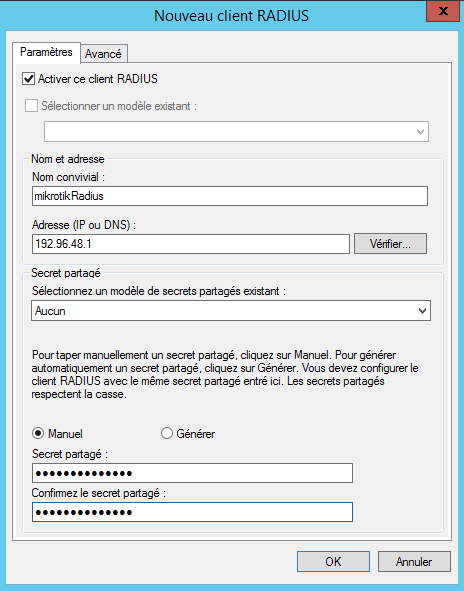 Nouveau client RADIUS
x
Paramètres Avancé
Activer ce client RADIUS
Sélectionner un modèle existant :
Nom et adresse
Nom convivial :
mikrotikRadius
Adresse (IP ou DNS) :
192.96.48.1
Vérifier...
Secret partagé
Sélectionnez un modèle de secrets partagés existant :
Aucun
Pour taper manuellement un secret partagé, cliquez sur Manuel. Pour générer
automatiquement un secret partagé, cliquez sur Générer. Vous devez configurer le
client RADIUS avec le même secret partagé entré ici. Les secrets partagés
respectent la casse.
Manuel Générer
Secret partagé :
●●●●●●●●●●●●●●
Confirmez le secret partagé :
●●●●●●●●●●●●●●
OK Annuler